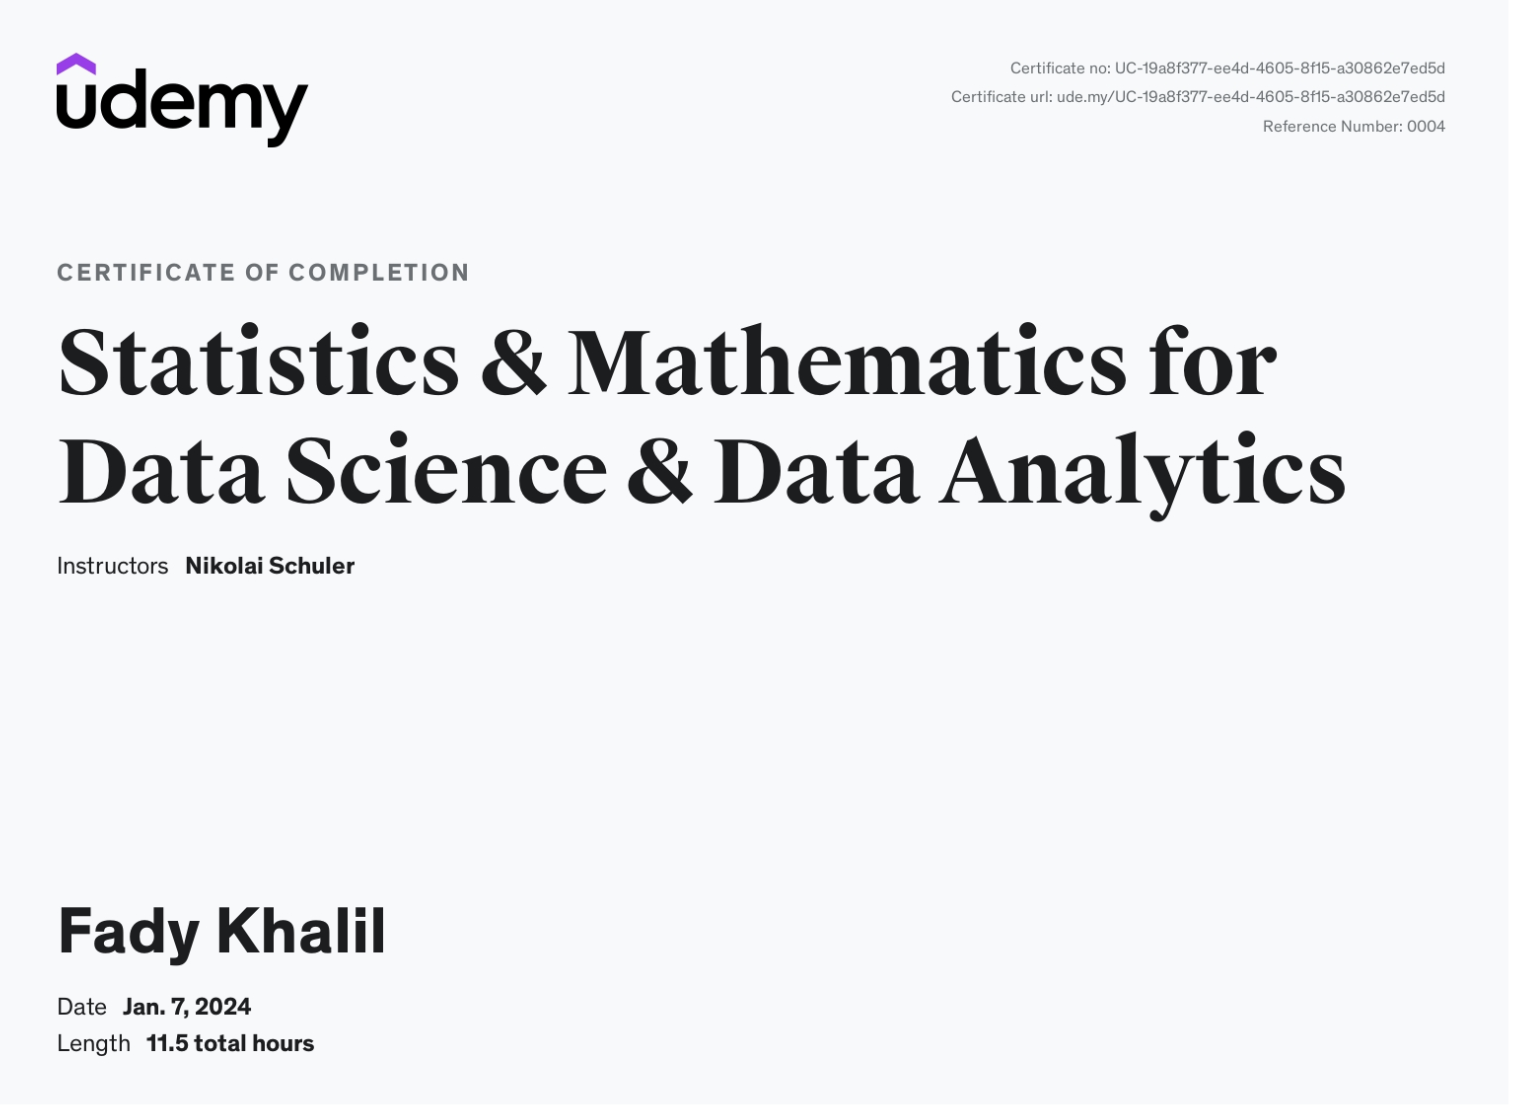 udemy
Certificate no: UC-19a8f377-ee4d-4605-8f15-a30862e7ed5d
Certificate url: ude.my/UC-19a8f377-ee4d-4605-8f15-a30862e7ed5d
Reference Number: 0004
CERTIFICATE OF COMPLETION
Statistics & Mathematics for
Data Science & Data Analytics
Instructors Nikolai Schuler
Fady Khalil
Date Jan. 7, 2024
Length 11.5 total hours